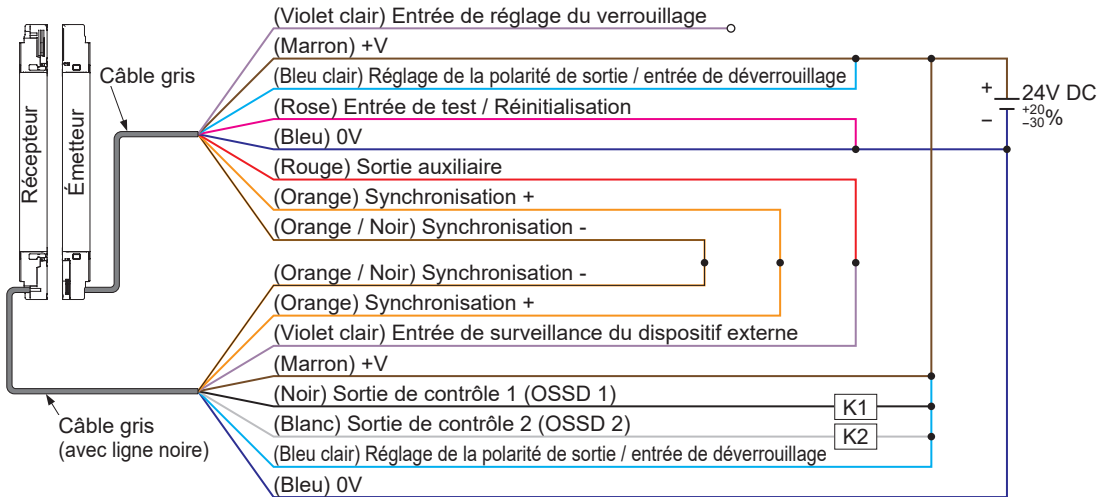 Récepteur
Émetteur
Câble gris
(Violet clair) Entrée de réglage du verrouillage
(Marron) +V
(Bleu clair) Réglage de la polarité de sortie / entrée de déverrouillage
(Rose) Entrée de test / Réinitialisation
(Bleu) 0V
(Rouge) Sortie auxiliaire
(Orange) Synchronisation +
(Orange / Noir) Synchronisation -
+
24V DC
+20
−30%
−
(Orange / Noir) Synchronisation -
(Orange) Synchronisation +
(Violet clair) Entrée de surveillance du dispositif externe
(Marron) +V
(Noir) Sortie de contrôle 1 (OSSD 1)
K1
(Blanc) Sortie de contrôle 2 (OSSD 2)
K2
(Bleu clair) Réglage de la polarité de sortie / entrée de déverrouillage
(Bleu) 0V
Câble gris
(avec ligne noire)